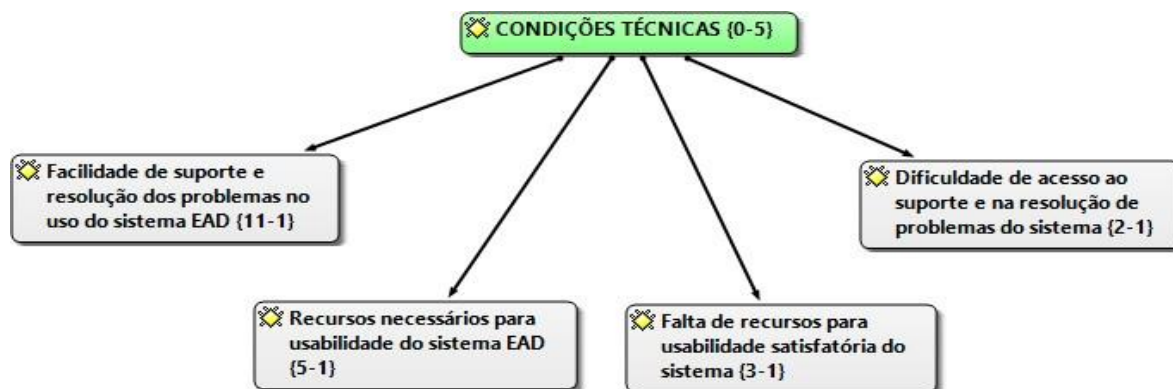 CONDIÇÕES TÉCNICAS {0-5}
Facilidade de suporte e
resolução dos problemas no
uso do sistema EAD {11-1}
Dificuldade de acesso ao
suporte e na resolução de
problemas do sistema {2-1}
Recursos necessários para
usabilidade do sistema EAD
{5-1}
Falta de recursos para
usabilidade satisfatória do
sistema {3-1}